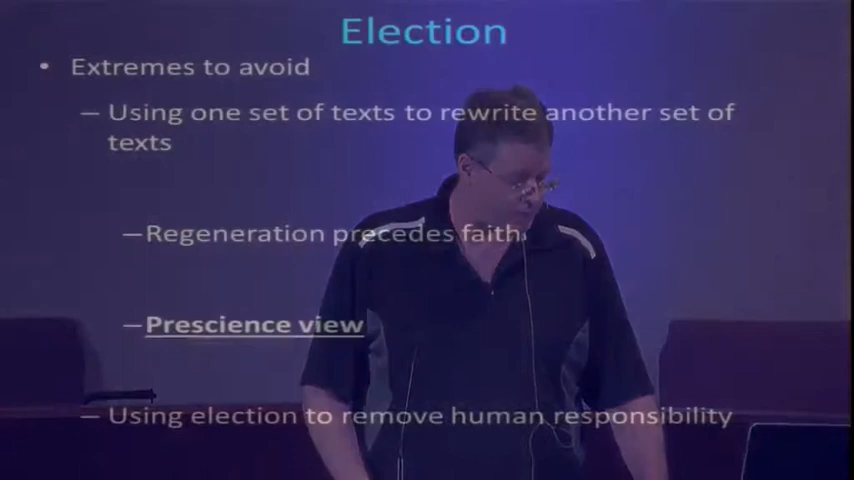 Election
• Extremes to avoid
– Using one set of texts to rewrite another set of
texts
– Regeneration precedes faith
– Prescience view
– Using election to remove human responsibility